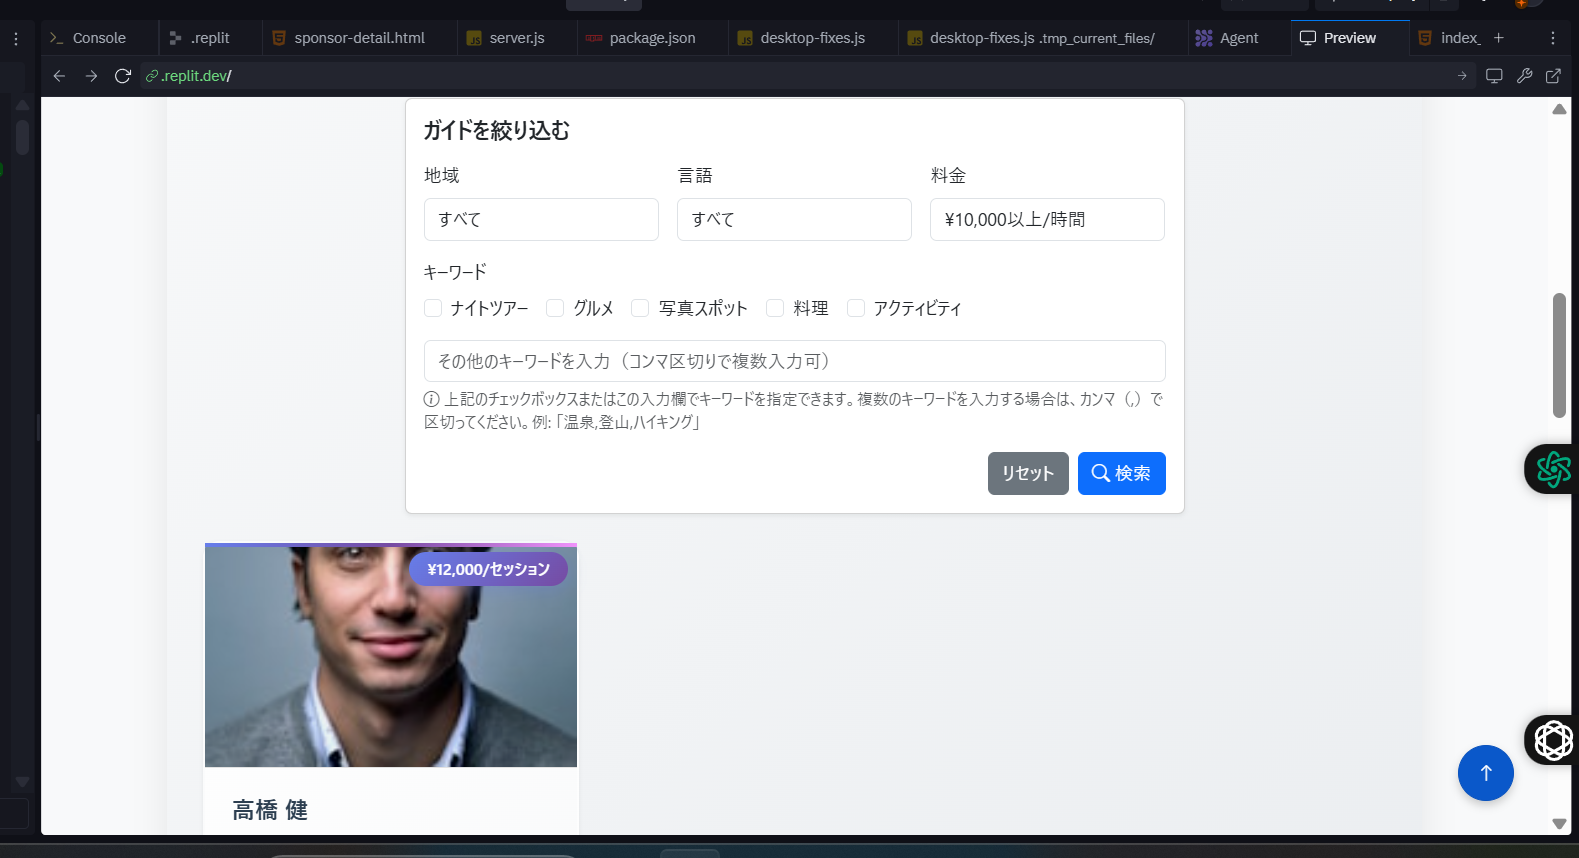 Console
.replit
sponsor-detail.html
server.js
package.json
desktop-fixes.js
desktop-fixes.js .tmp_current_files/
Agent
Preview
index_
.replit.dev/
ガイドを絞り込む
地域
言語
料金
すべて
すべて
¥10,000以上/時間
キーワード
ナイトツアー
グルメ
写真スポット
料理
アクティビティ
その他のキーワードを入力（コンマ区切りで複数入力可）
上記のチェックボックスまたはこの入力欄でキーワードを指定できます。複数のキーワードを入力する場合は、カンマ（,）で
区切ってください。例:「温泉,登山,ハイキング」
リセット
検索
¥12,000/セッション
高橋 健